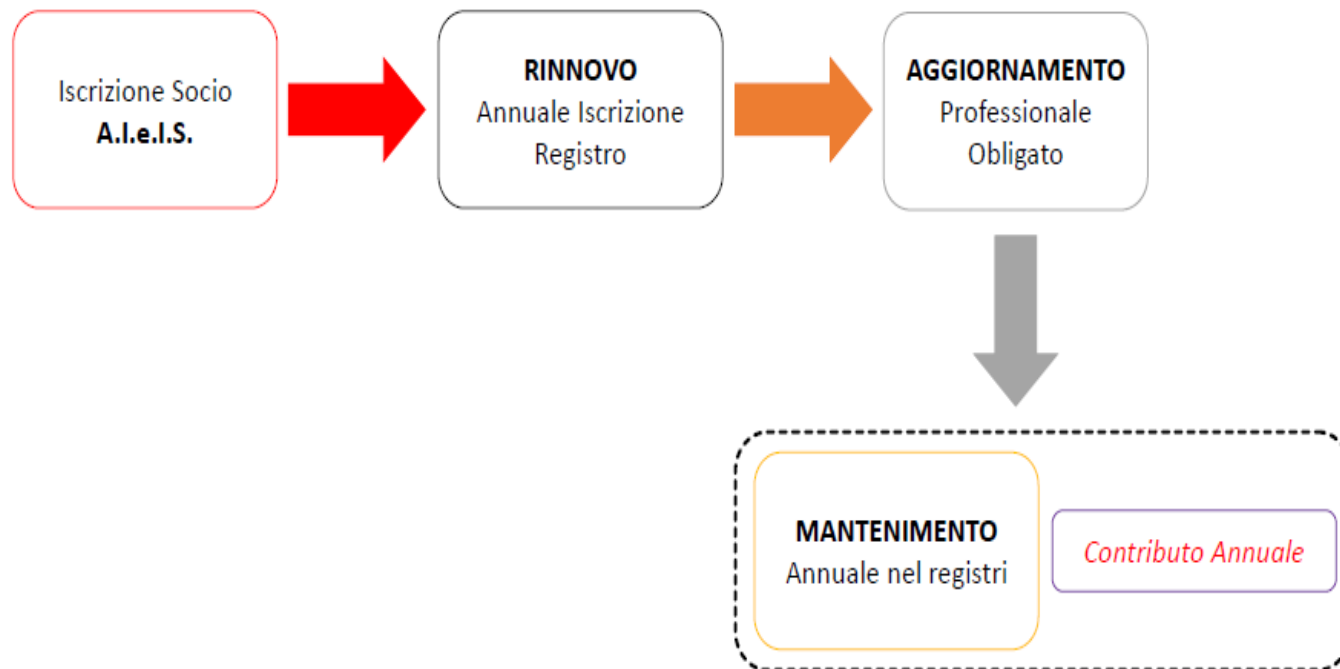 Iscrizione Socio
A.I.e.I.S.
RINNOVO
Annuale Iscrizione
Registro
AGGIORNAMENTO
Professionale
Obligato
MANTENIMENTO
Annuale nel registri
Contributo Annuale